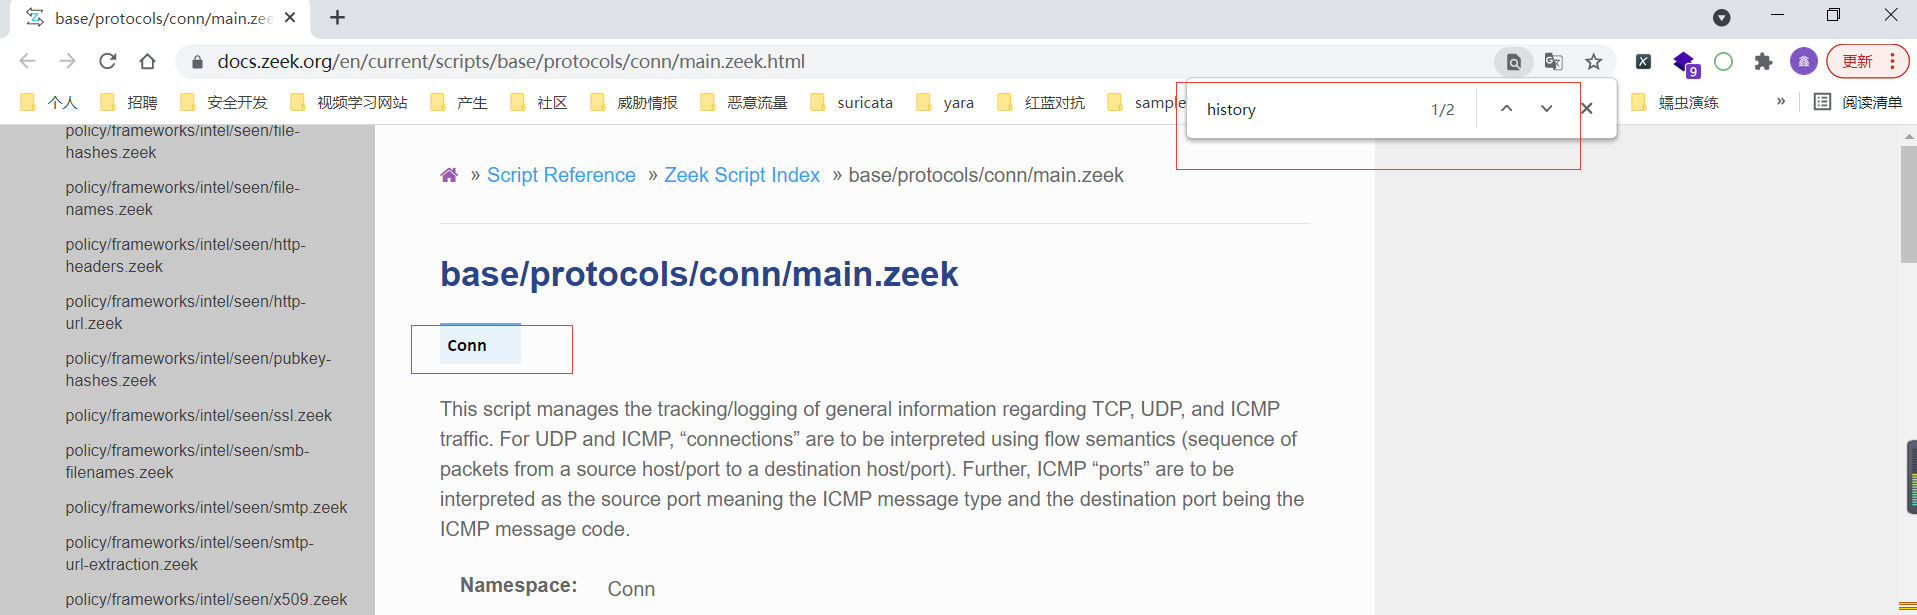 base/protocols/conn/main.zee
docs.zeek.org/en/current/scripts/base/protocols/conn/main.zeek.html
9
鑫
更新
个人
招聘
安全开发
视频学习网站
产生
社区
威胁情报
恶意流量
suricata
yara
红蓝对抗
sample
蠕虫演练
»
阅读清单
history
1/2
policy/frameworks/intel/seen/file-
hashes.zeek
policy/frameworks/intel/seen/file-
names.zeek
policy/frameworks/intel/seen/http-
headers.zeek
policy/frameworks/intel/seen/http-
url.zeek
policy/frameworks/intel/seen/pubkey-
hashes.zeek
policy/frameworks/intel/seen/ssl.zeek
policy/frameworks/intel/seen/smb-
filenames.zeek
policy/frameworks/intel/seen/smtp.zeek
policy/frameworks/intel/seen/smtp-
url-extraction.zeek
policy/frameworks/intel/seen/x509.zeek
» Script Reference » Zeek Script Index » base/protocols/conn/main.zeek
base/protocols/conn/main.zeek
Conn
This script manages the tracking/logging of general information regarding TCP, UDP, and ICMP
traffic. For UDP and ICMP, “connections” are to be interpreted using flow semantics (sequence of
packets from a source host/port to a destination host/port). Further, ICMP “ports” are to be
interpreted as the source port meaning the ICMP message type and the destination port being the
ICMP message code.
Namespace: Conn